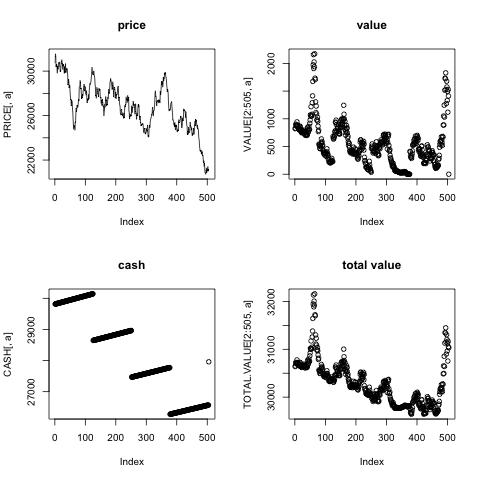 price
PRICE[, a]
22000 26000 30000
0 100 200 300 400 500
Index
value
VALUE[2:505, a]
0 500 1000 2000
0 100 200 300 400 500
Index
cash
CASH[, a]
27000 29000
0 100 200 300 400 500
Index
total value
TOTAL.VALUE[2:505, a]
30000 31000 32000
0 100 200 300 400 500
Index